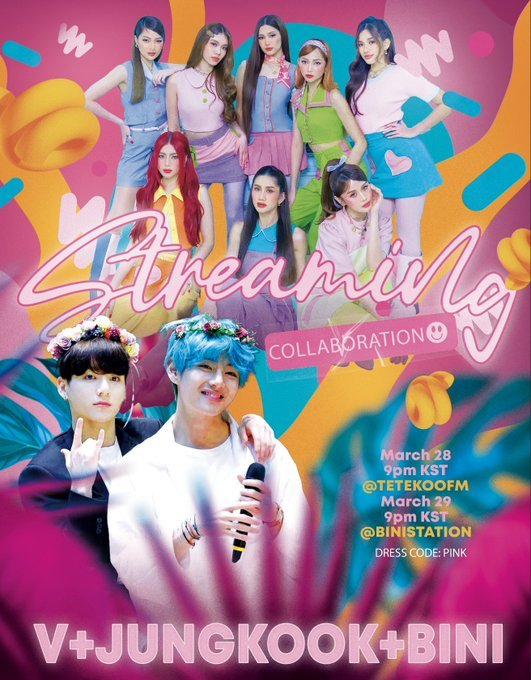 Streaming
COLLABORATION
March 28
9pm KST
@TETEKOOFM
March 29
9pm KST
@BINISTATION
DRESS CODE: PINK
V+JUNGKOOK+BINI